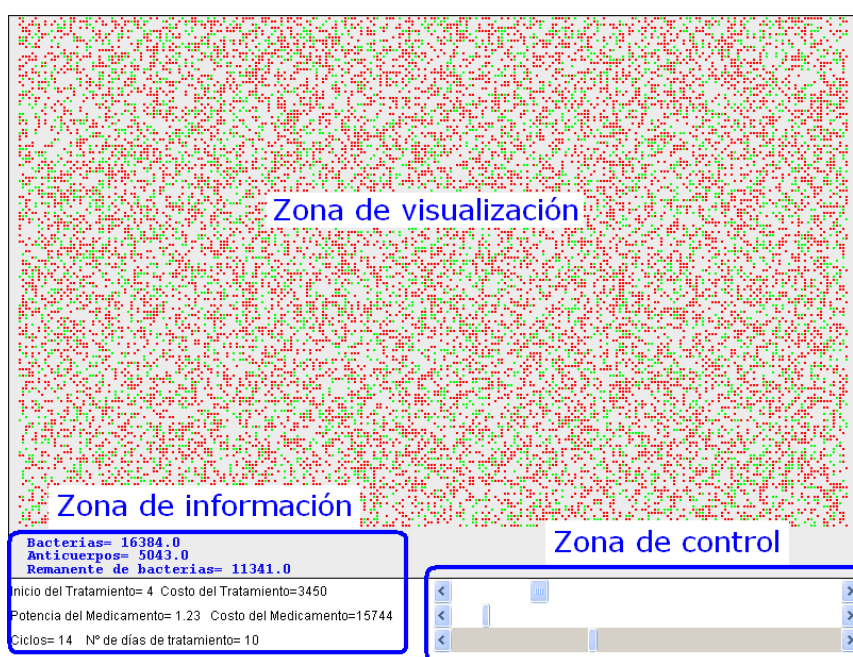 Zona de visualización
Zona de información
Bacterias= 16384.0
Anticuerpos= 5043.0
Remanente de bacterias= 11341.0
Zona de control
Inicio del Tratamiento= 4 Costo del Tratamiento=3450
Potencia del Medicamento= 1.23 Costo del Medicamento=15744
Ciclos= 14 Nº de días de tratamiento= 10